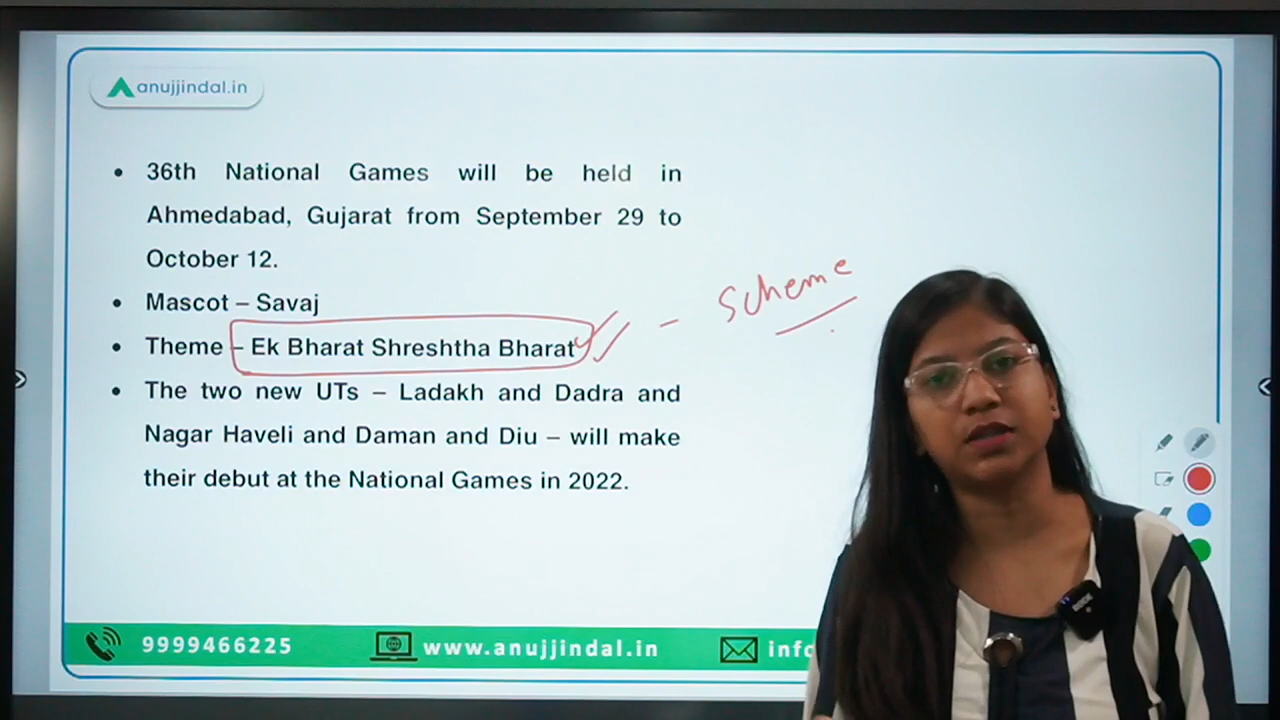 anujjindal.in
• 36th National Games will be held in
Ahmedabad, Gujarat from September 29 to
October 12.
• Mascot – Savaj
• Theme – Ek Bharat Shreshtha Bharat
– Scheme
• The two new UTs – Ladakh and Dadra and
Nagar Haveli and Daman and Diu – will make
their debut at the National Games in 2022.
9999466225
www.anujjindal.in
info